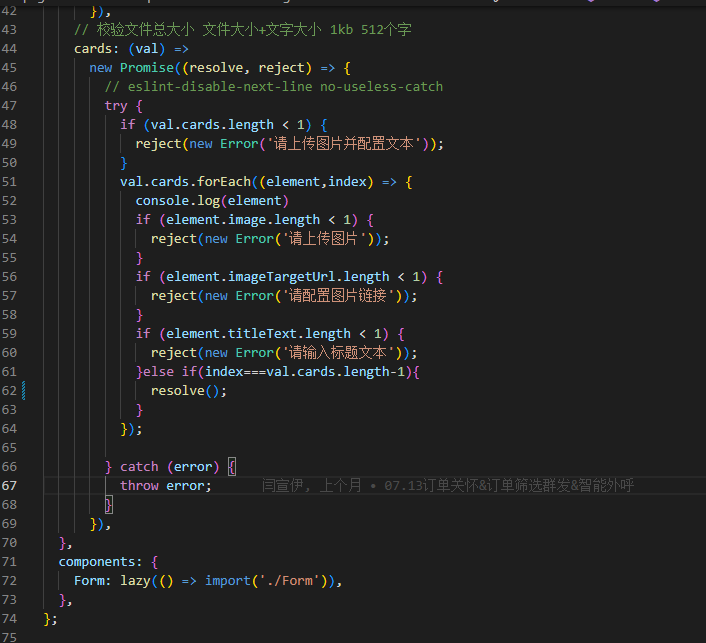 42 }),
43 // 校验文件总大小 文件大小+文字大小 1kb 512个字
44 cards: (val) =>
45 new Promise((resolve, reject) => {
46 // eslint-disable-next-line no-useless-catch
47 try {
48 if (val.cards.length < 1) {
49 reject(new Error('请上传图片并配置文本'));
50 }
51 val.cards.forEach((element,index) => {
52 console.log(element)
53 if (element.image.length < 1) {
54 reject(new Error('请上传图片'));
55 }
56 if (element.imageTargetUrl.length < 1) {
57 reject(new Error('请配置图片链接'));
58 }
59 if (element.titleText.length < 1) {
60 reject(new Error('请输入标题文本'));
61 }else if(index===val.cards.length-1){
62 resolve();
63 }
64 });
65
66 } catch (error) {
67 throw error; 闫宣伊, 上个月 • 07.13订单关怀&订单筛选群发&智能外呼
68 }
69 }),
70 },
71 components: {
72 Form: lazy(() => import('./Form')),
73 },
74 };
75